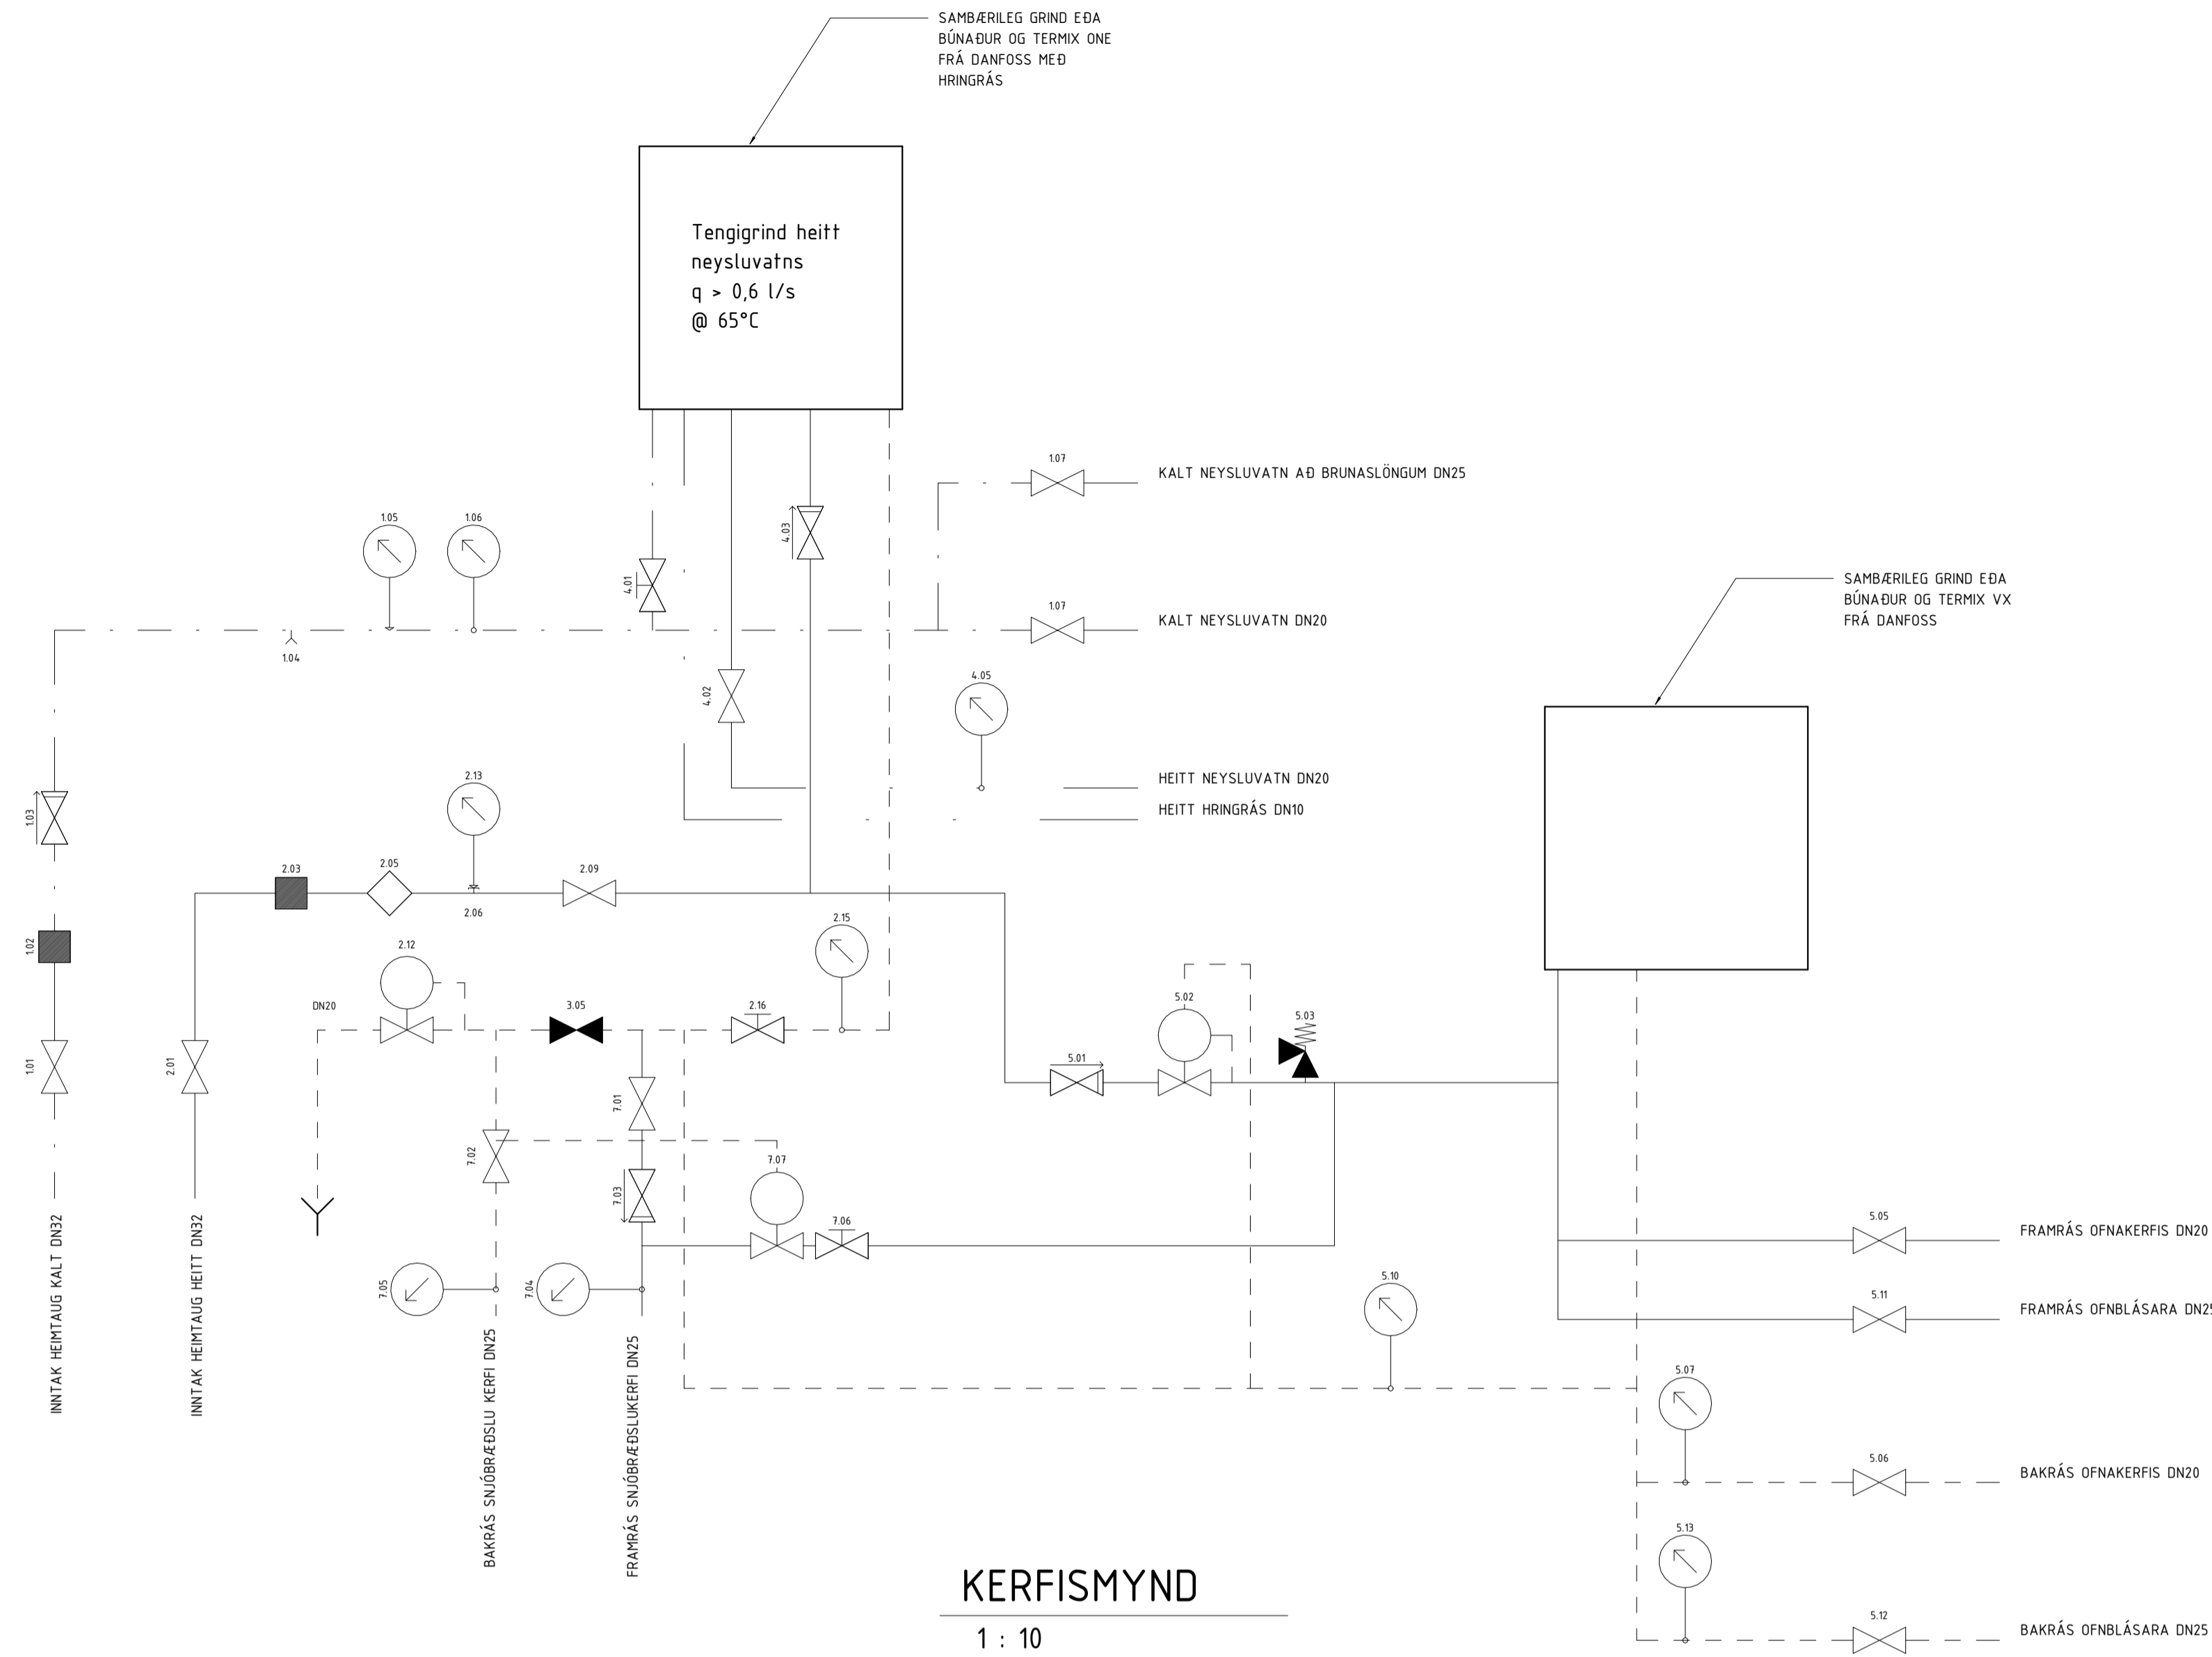 SAMBÆRILEG GRIND EÐA
BÚNAÐUR OG TERMIX ONE
FRÁ DANFOSS MEÐ
HRINGRÁS
Tengigrind heitt
neysluvatns
q > 0,6 l/s
@ 65°C
1.07
KALT NEYSLUVATN AÐ BRUNASLÖNGUM DN25
1.05
1.06
4.03
4.01
SAMBÆRILEG GRIND EÐA
BÚNAÐUR OG TERMIX VX
FRÁ DANFOSS
1.07
KALT NEYSLUVATN DN20
1.04
4.02
4.05
2.13
HEITT NEYSLUVATN DN20
HEITT HRINGRÁS DN10
1.03
2.03
2.05
2.09
2.06
2.15
1.02
2.12
DN20
3.05
2.16
5.02
5.03
5.01
1.01
2.01
7.01
7.02
7.07
7.03
7.06
5.05
FRAMRÁS OFNAKERFIS DN20
7.05
7.04
5.10
5.11
FRAMRÁS OFNBLÁSARA DN25
INNTAK HEIMTAUG KALT DN32
INNTAK HEIMTAUG HEITT DN32
BAKRÁS SNJÓBRÆÐSLU KERFI DN25
FRAMRÁS SNJÓBRÆÐSLUKERFI DN25
5.07
5.06
BAKRÁS OFNAKERFIS DN20
5.13
5.12
BAKRÁS OFNBLÁSARA DN25
KERFISMYND
1 : 10